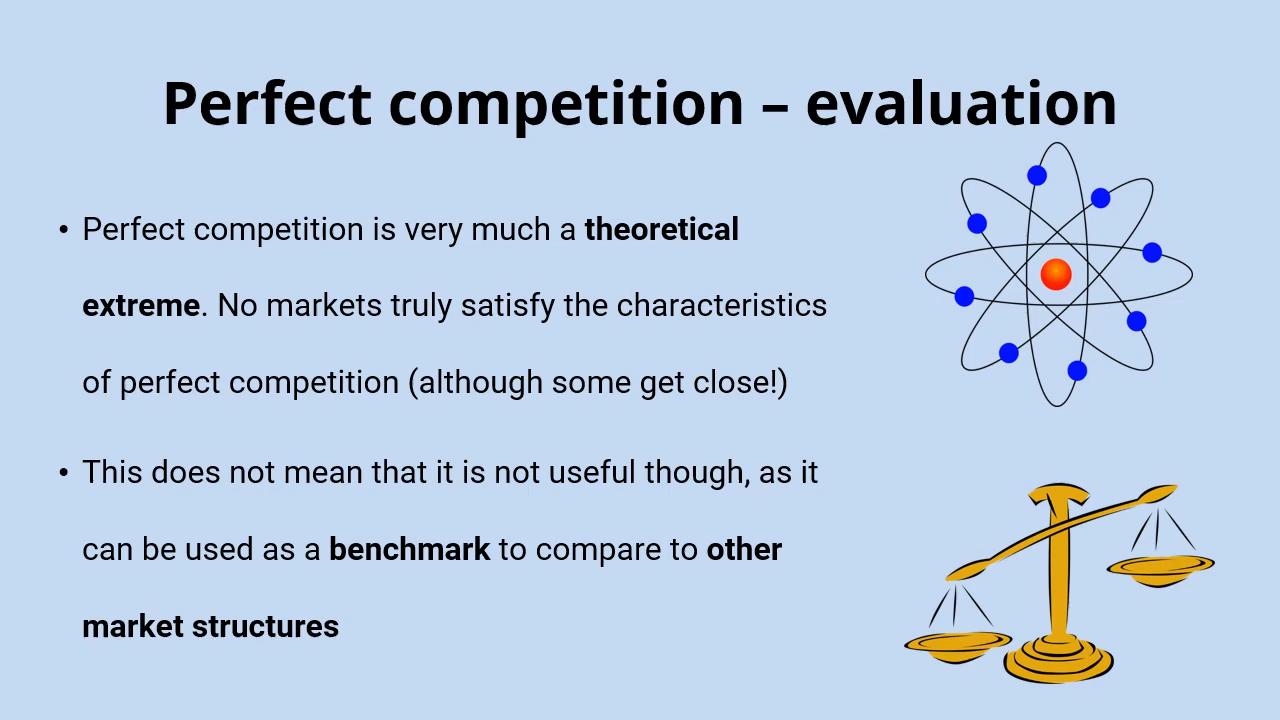 Perfect competition – evaluation
• Perfect competition is very much a theoretical
extreme. No markets truly satisfy the characteristics
of perfect competition (although some get close!)
• This does not mean that it is not useful though, as it
can be used as a benchmark to compare to other
market structures